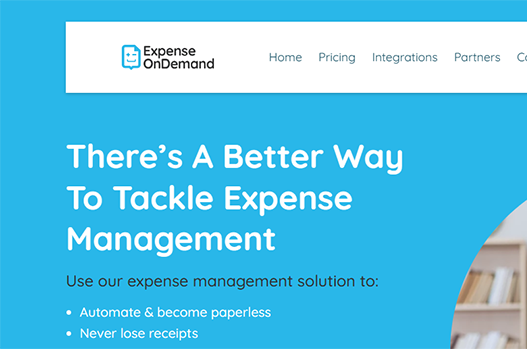 Expense
OnDemand
Home Pricing Integrations Partners
There's A Better Way
To Tackle Expense
Management
Use our expense management solution to:
• Automate & become paperless
• Never lose receipts